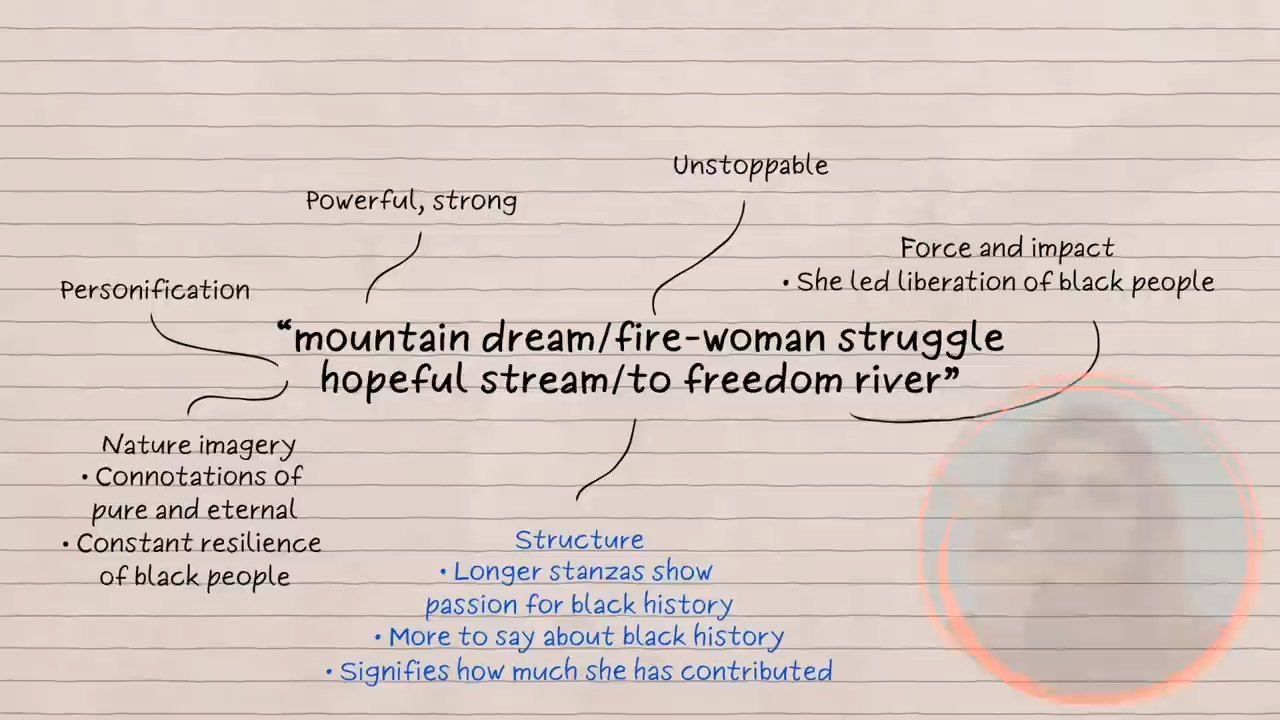 Unstoppable
Powerful, strong
Force and impact
• She led liberation of black people
Personification
“mountain dream/fire-woman struggle
hopeful stream/to freedom river”
Nature imagery
• Connotations of
pure and eternal
• Constant resilience
of black people
Structure
• Longer stanzas show
passion for black history
• More to say about black history
• Signifies how much she has contributed